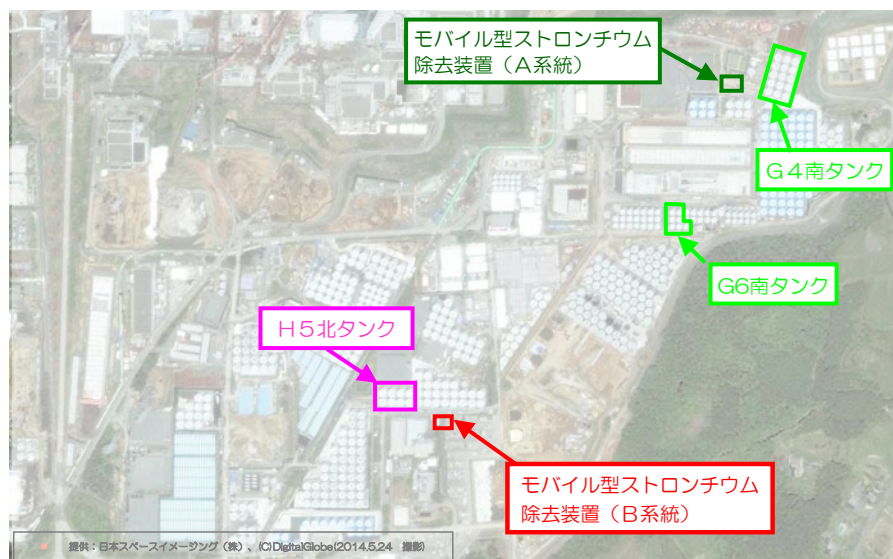 モバイル型ストロンチウム
除去装置（A系統）
G４南タンク
G6南タンク
H５北タンク
モバイル型ストロンチウム
除去装置（B系統）
提供：日本スペースイメージング（株）、(C)DigitalGlobe(2014.5.24　撮影)